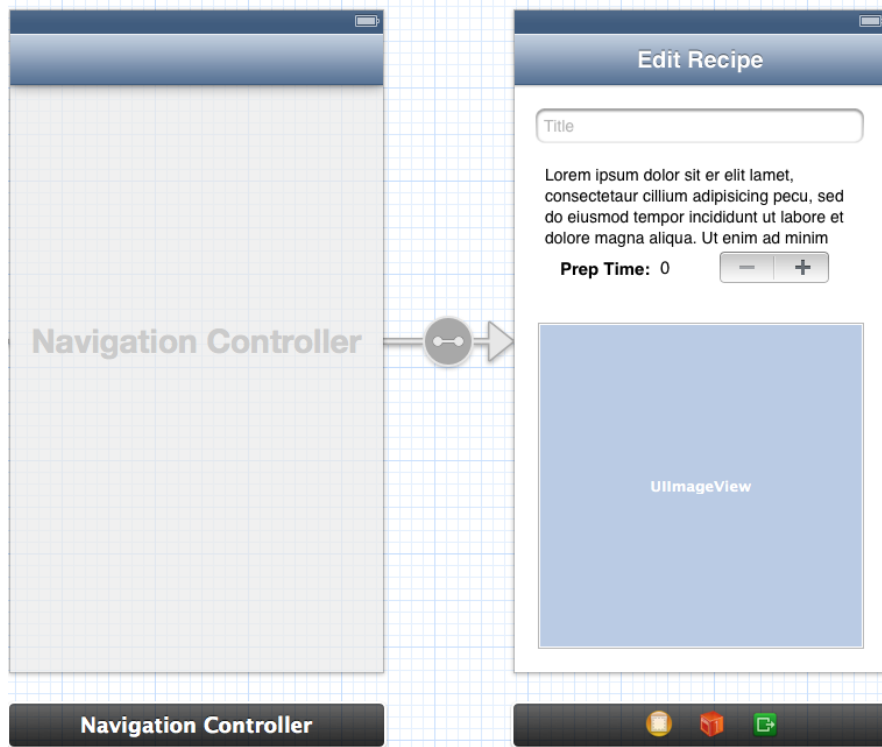 Edit Recipe
Title
Lorem ipsum dolor sit er elit lamet,
consectetaur cillium adipisicing pecu, sed
do eiusmod tempor incididunt ut labore et
dolore magna aliqua. Ut enim ad minim
Prep Time: 0
Navigation Controller
UIImageView
Navigation Controller